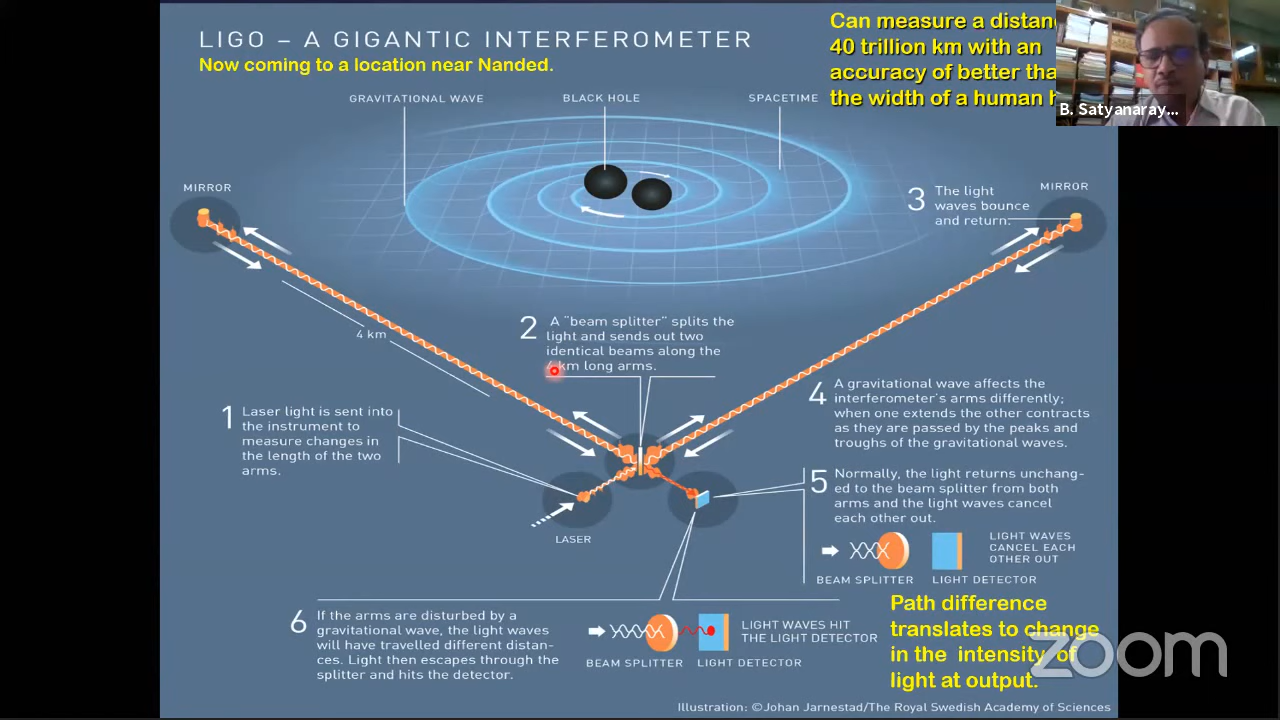 LIGO – A GIGANTIC INTERFEROMETER
Now coming to a location near Nanded.
Can measure a
40 trillion km with an
accuracy of better
the width of a human
B. Satyanaray...
GRAVITATIONAL WAVE
BLACK HOLE
SPACETIME
MIRROR
3 The light
waves bounce
and return.
MIRROR
4 km
2 A "beam splitter" splits the
light and sends out two
identical beams along the
km long arms.
1 Laser light is sent into
the instrument to
measure changes in
the length of the two
arms.
4 A gravitational wave affects the
interferometer's arms differently;
when one extends the other contracts
as they are passed by the peaks and
troughs of the gravitational waves.
5 Normally, the light returns unchang-
ed to the beam splitter from both
arms and the light waves cancel
each other out.
LASER
LIGHT WAVES
CANCEL EACH
OTHER OUT
BEAM SPLITTER
LIGHT DETECTOR
6 If the arms are disturbed by a
gravitational wave, the light waves
will have travelled different distan-
ces. Light then escapes through the
splitter and hits the detector.
LIGHT WAVES HIT
THE LIGHT DETECTOR
BEAM SPLITTER
LIGHT DETECTOR
Path difference
translates to change
in the intensity of
light at output.
zoom
Illustration: ©Johan Jarnestad/The Royal Swedish Academy of Sciences